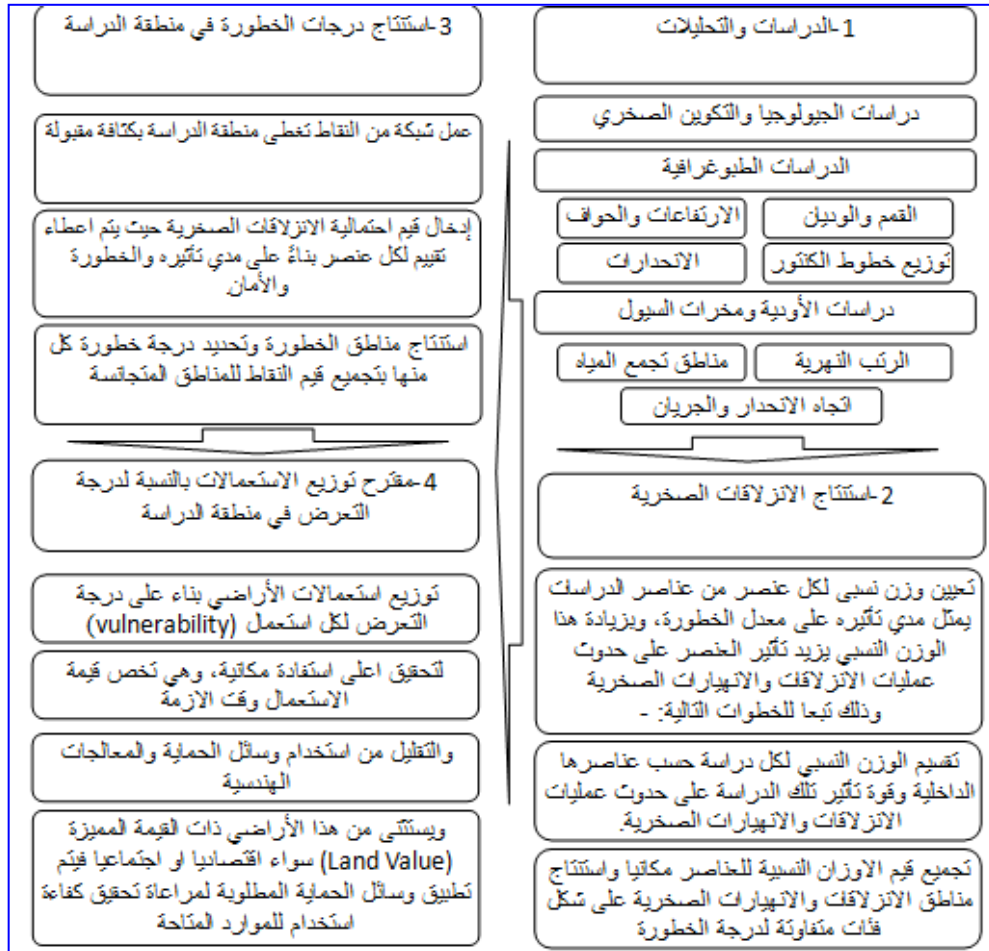 1-الدراسات والتحليلات
دراسات الجيولوجيا والتكوين الصخري
الدراسات الطبوغرافية
القمم والوديان
الارتفاعات والحواف
توزيع خطوط الكنتور
الانحدارات
دراسات الأودية ومخرات السيول
الرتب النهرية
مناطق تجمع المياه
اتجاه الانحدار والجريان
2-استنتاج الانزلاقات الصخرية
تعيين وزن نسبى لكل عنصر من عناصر الدراسات
يمثل مدي تأثيره على معدل الخطورة، وبزيادة هذا
الوزن النسبي يزيد تأثير العنصر على حدوث
عمليات الانزلاقات والانهيارات الصخرية
وذلك تبعا للخطوات التالية: -
تقسيم الوزن النسبي لكل دراسة حسب عناصرها
الداخلية وقوة تأثير تلك الدراسة على حدوث عمليات
الانزلاقات والانهيارات الصخرية.
تجميع قيم الاوزان النسبية للعناصر مكانيا واستنتاج
مناطق الانزلاقات والانهيارات الصخرية على شكل
فئات متفاوتة لدرجة الخطورة
3-استنتاج درجات الخطورة في منطقة الدراسة
عمل شبكة من النقاط تغطى منطقة الدراسة بكثافة مقبولة
إدخال قيم احتمالية الانزلاقات الصخرية حيث يتم اعطاء
تقييم لكل عنصر بناءً على مدي تأثيره والخطورة
والأمان.
استنتاج مناطق الخطورة وتحديد درجة خطورة كل
منها بتجميع قيم النقاط للمناطق المتجانسة
4-مقترح توزيع الاستعمالات بالنسبة لدرجة
التعرض في منطقة الدراسة
توزيع استعمالات الأراضي بناء على درجة
التعرض لكل استعمال (vulnerability)
لتحقيق اعلى استفادة مكانية، وهي تخص قيمة
الاستعمال وقت الازمة
والتقليل من استخدام وسائل الحماية والمعالجات
الهندسية
ويستثنى من هذا الأراضي ذات القيمة المميزة
(Land Value) سواء اقتصاديا او اجتماعيا فيتم
تطبيق وسائل الحماية المطلوبة لمراعاة تحقيق كفاءة
استخدام للموارد المتاحة